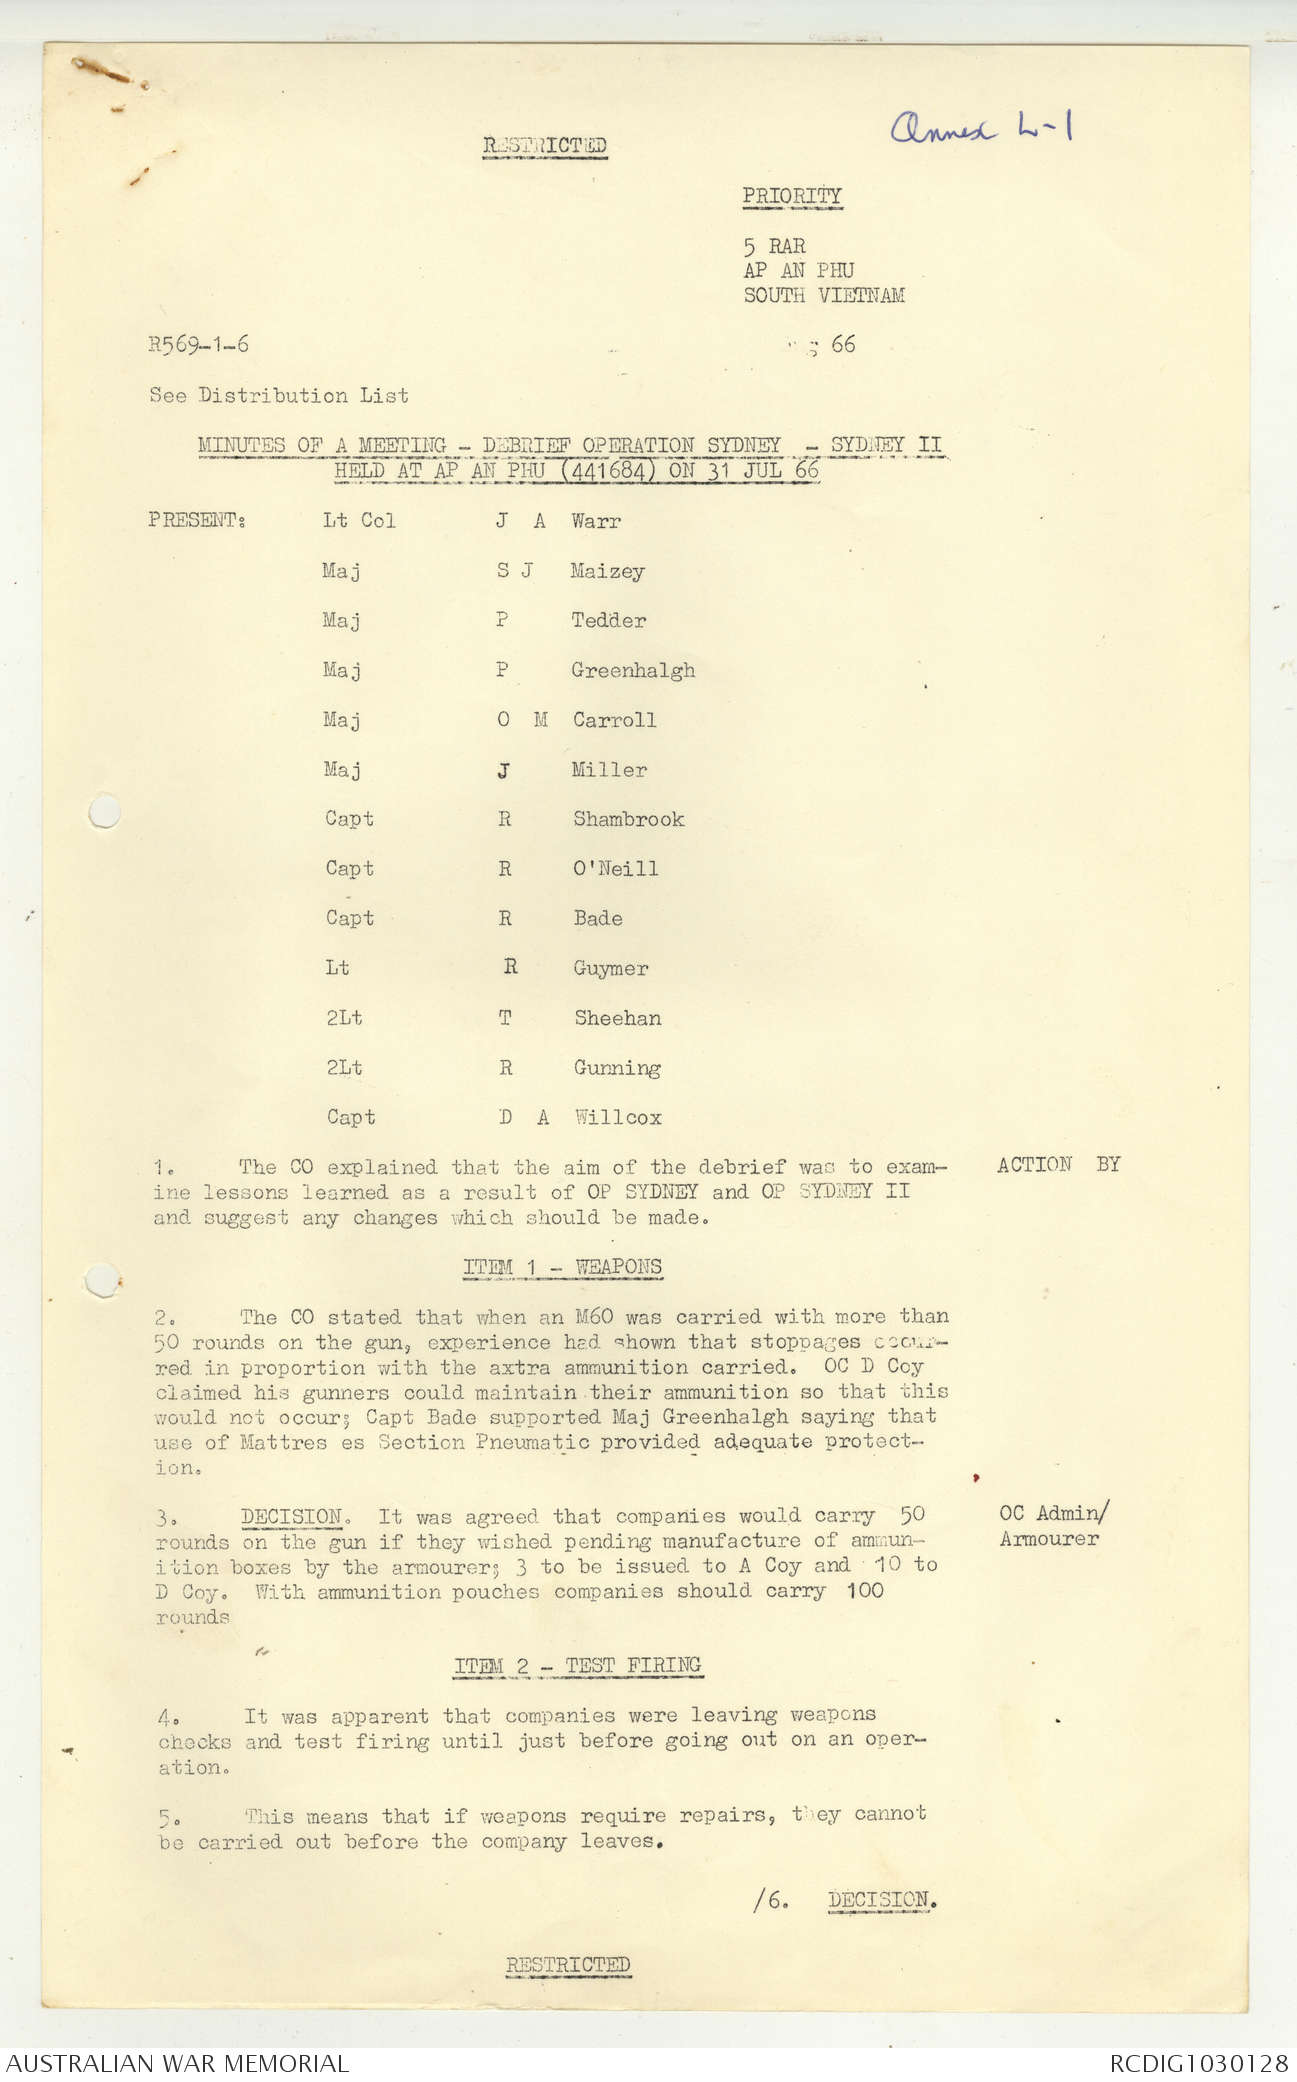 Annex L-1
RESTRICTED
PRIORITY
5 RAR
AP AN PHU
SOUTH VIETNAM
R569-1-6
66
See Distribution List
MINUTES OF A MEETING - DEBRIEF OPERATION SYDNEY - SYDNEY II
HELD AT AP AN PHU (441684) ON 31 JUL 66
PRESENT: Lt Col J A Warr
Maj S J Maizey
Maj P Tedder
Maj P Greenhalgh
Maj O M Carroll
Maj J Miller
Capt R Shambrook
Capt R O'Neill
Capt R Bade
Lt R Guymer
2Lt T Sheehan
2Lt R Gunning
Capt D A Willcox
1. The CO explained that the aim of the debrief was to exam- ACTION BY
ine lessons learned as a result of OP SYDNEY and OP SYDNEY II
and suggest any changes which should be made.
ITEM 1 - WEAPONS
2. The CO stated that when an M60 was carried with more than
50 rounds on the gun, experience had shown that stoppages occur-
red in proportion with the axtra ammunition carried. OC D Coy
claimed his gunners could maintain their ammunition so that this
would not occur; Capt Bade supported Maj Greenhalgh saying that
use of Mattres es Section Pneumatic provided adequate protect-
ion.
3. DECISION. It was agreed that companies would carry 50 OC Admin/
rounds on the gun if they wished pending manufacture of ammun- Armourer
ition boxes by the armourer; 3 to be issued to A Coy and 10 to
D Coy. With ammunition pouches companies should carry 100
rounds
ITEM 2 - TEST FIRING
4. It was apparent that companies were leaving weapons
checks and test firing until just before going out on an oper-
ation.
5. This means that if weapons require repairs, they cannot
be carried out before the company leaves.
/6. DECISION.
RESTRICTED
AUSTRALIAN WAR MEMORIAL RCDIG1030128